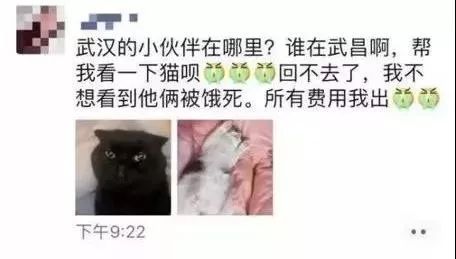 武汉的小伙伴在哪里？谁在武昌啊，帮
我看一下猫呗回不去了，我不
想看到他俩被饿死。所有费用我出
下午9:22